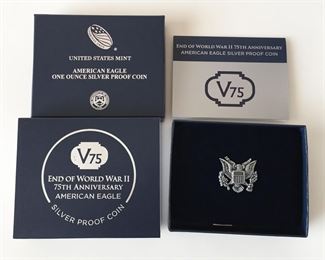 UNITED STATES MINT
AMERICAN EAGLE
ONE OUNCE SILVER PROOF COIN
END OF WORLD WAR II 75TH ANNIVERSARY
AMERICAN EAGLE SILVER PROOF COIN
V75
V75
END OF WORLD WAR II
75TH ANNIVERSARY
AMERICAN EAGLE
SILVER PROOF COIN